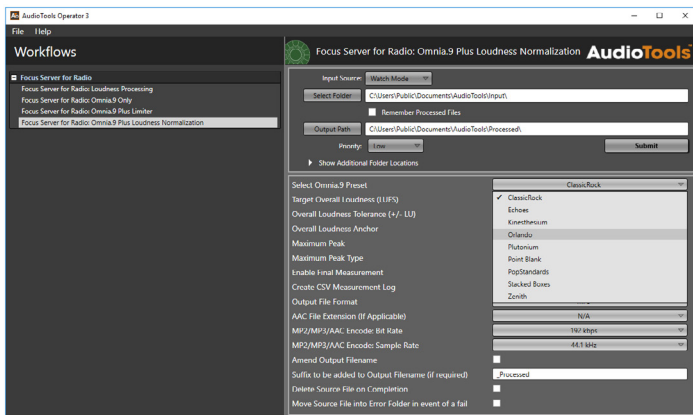 AudioTools Operator 3
File Help
Workflows
Focus Server for Radio
Focus Server for Radio: Loudness Processing
Focus Server for Radio: Omnia.9 Only
Focus Server for Radio: Omnia.9 Plus Limiter
Focus Server for Radio: Omnia.9 Plus Loudness Normalization
Focus Server for Radio: Omnia.9 Plus Loudness Normalization AudioTools
Input Source: Watch Mode
Select Folder C:\Users\Public\Documents\AudioTools\Input\
Remember Processed Files
Output Path C:\Users\Public\Documents\AudioTools\Processed\
Priority: Low Submit
Show Additional Folder Locations
Select Omnia.9 Preset ClassicRock
Target Overall Loudness (LUFS) ✓ ClassicRock
Overall Loudness Tolerance (+/- LU) Echoes
Kinesthesium
Overall Loudness Anchor Orlando
Maximum Peak Plutonium
Maximum Peak Type Point Blank
Enable Final Measurement PopStandards
Create CSV Measurement Log Stacked Boxes
Output File Format Zenith
AAC File Extension (If Applicable) N/A
MP2/MP3/AAC Encode: Bit Rate 192 kbps
MP2/MP3/AAC Encode: Sample Rate 44.1 kHz
Amend Output Filename
Suffix to be added to Output Filename (if required) _Processed
Delete Source File on Completion
Move Source File into Error Folder in event of a fail